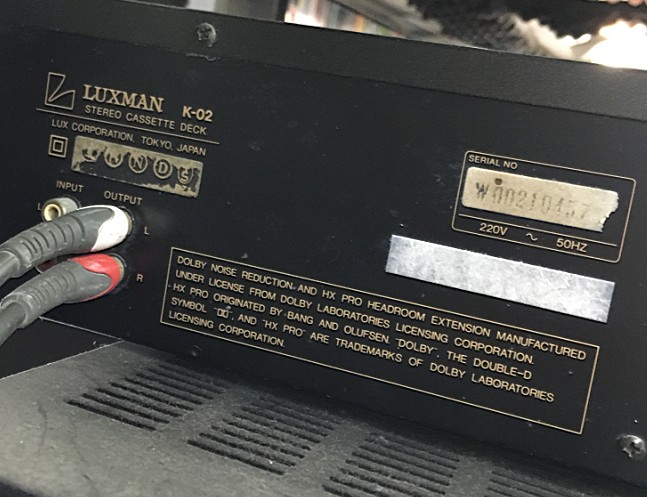 LUXMAN K-02
STEREO CASSETTE DECK
LUX CORPORATION, TOKYO, JAPAN
S N D S
INPUT OUTPUT
L L
R
SERIAL NO
220V ~ 50HZ
DOLBY NOISE REDUCTION AND HX PRO HEADROOM EXTENSION MANUFACTURED
UNDER LICENSE FROM DOLBY LABORATORIES LICENSING CORPORATION.
HX PRO ORIGINATED BY BANG AND OLUFSEN. "DOLBY", THE DOUBLE-D
SYMBOL "DD", AND "HX PRO" ARE TRADEMARKS OF DOLBY LABORATORIES
LICENSING CORPORATION.